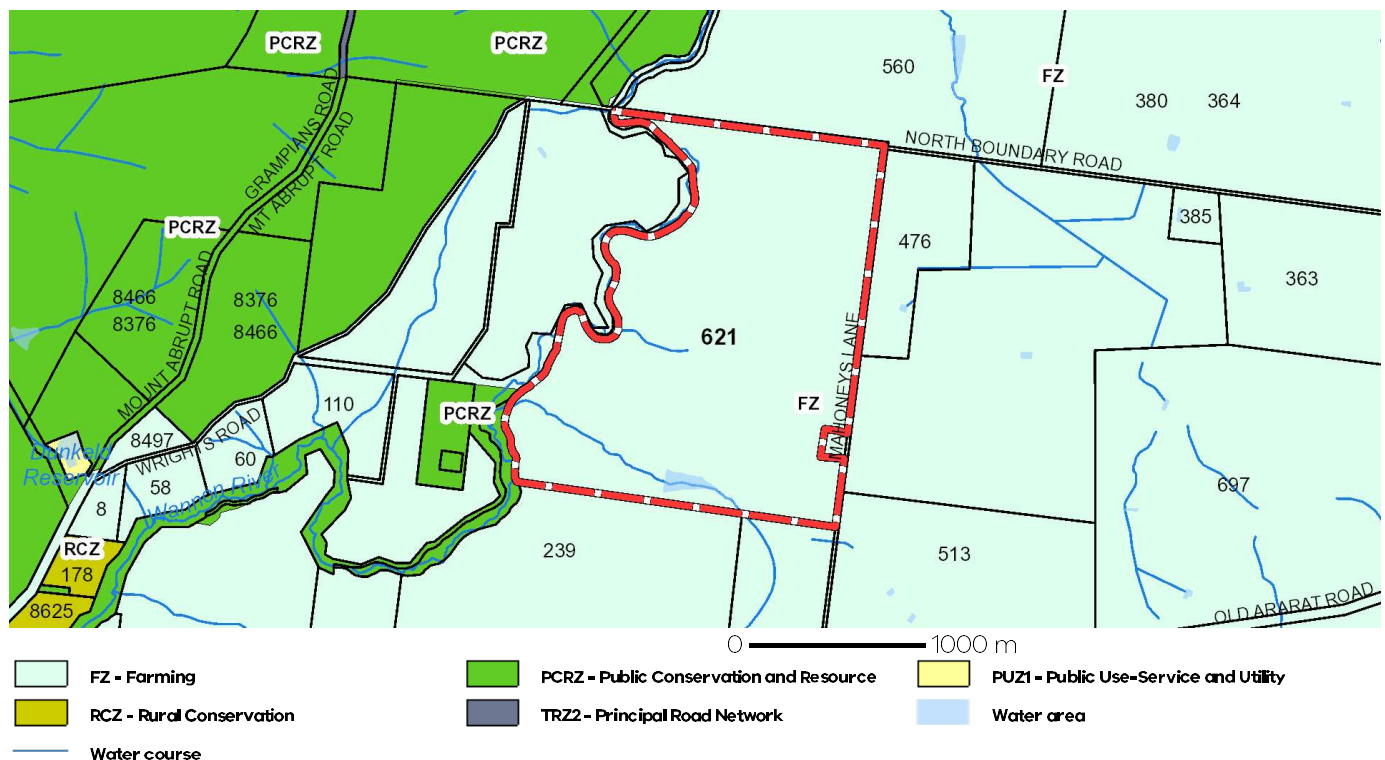 PCRZ
PCRZ
560
FZ
380
364
GRAMPIANS ROAD
MT ABRUPT ROAD
NORTH BOUNDARY ROAD
PCRZ
385
476
363
8466
8376
8376
8466
MOUNT ABRUPT ROAD
621
MAHONEYS LANE
110
PCRZ
FZ
8497
WRIGHTS ROAD
Dunkeld
Reservoir
60
58
Wannon River
8
697
RCZ
178
239
513
8625
OLD ARARAT ROAD
0 1000 m
FZ - Farming
PCRZ - Public Conservation and Resource
PUZ1 - Public Use-Service and Utility
RCZ - Rural Conservation
TRZ2 - Principal Road Network
Water area
Water course